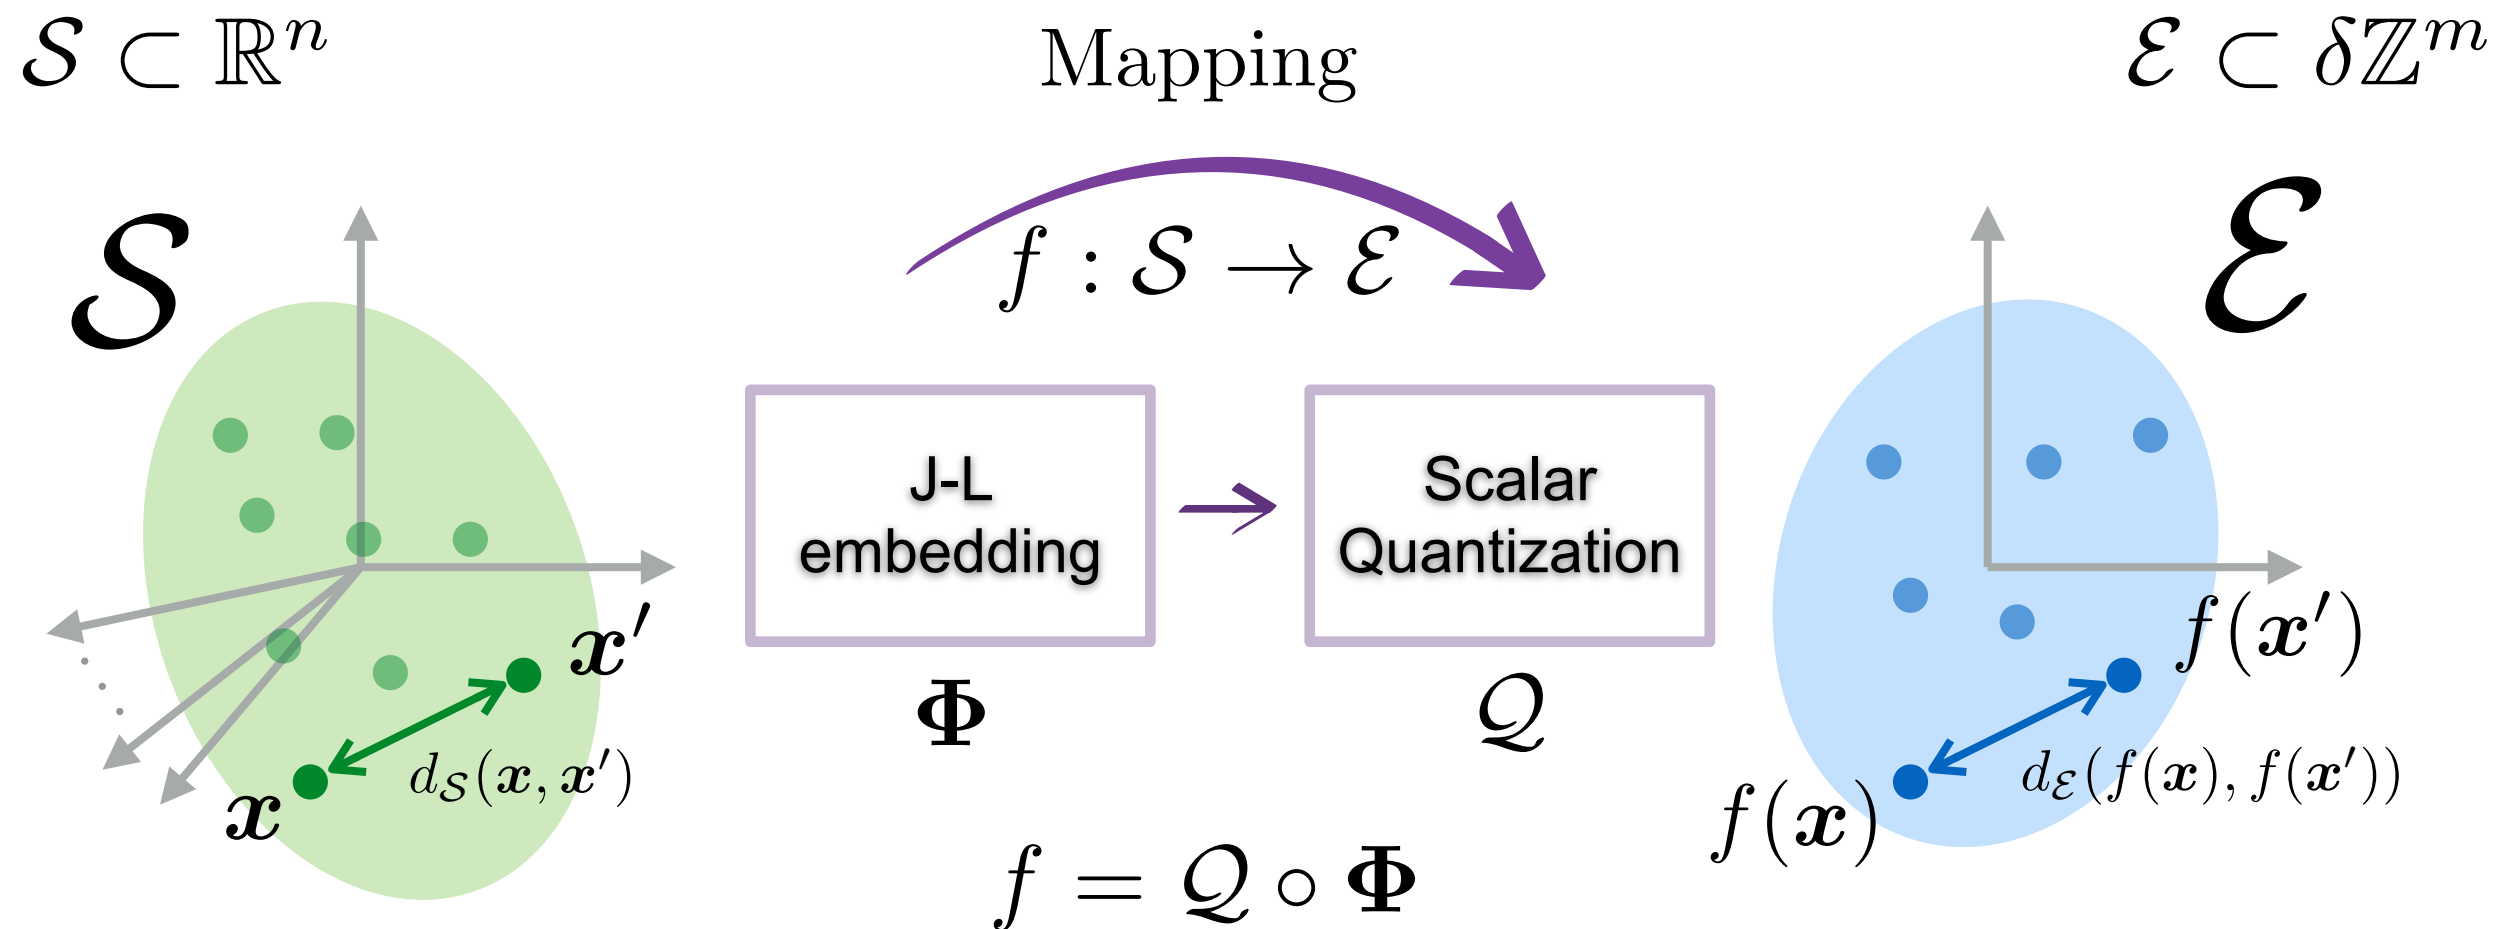 𝒮 ⊂ ℝⁿ
Mapping
ℰ ⊂ δℤᵐ
𝒮
f : 𝒮 → ℰ
ℰ
J-L
embedding
Scalar
Quantization
𝚽
𝒬
𝒙′
𝒙
d𝒮(𝒙, 𝒙′)
f(𝒙′)
f(𝒙)
dℰ(f(𝒙), f(𝒙′))
f = 𝒬 ∘ 𝚽